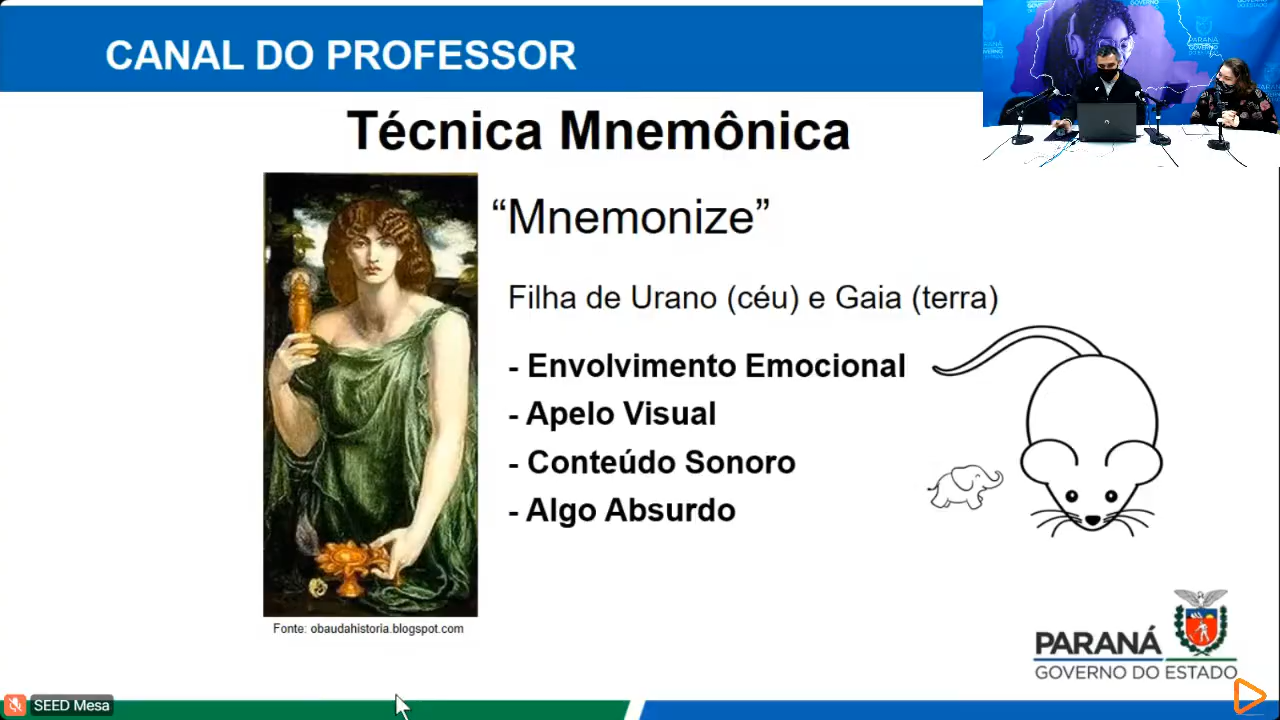 CANAL DO PROFESSOR
Técnica Mnemônica
“Mnemonize”
Filha de Urano (céu) e Gaia (terra)
- Envolvimento Emocional
- Apelo Visual
- Conteúdo Sonoro
- Algo Absurdo
Fonte: obaudahistoria.blogspot.com
PARANÁ
GOVERNO DO ESTADO
SEED Mesa